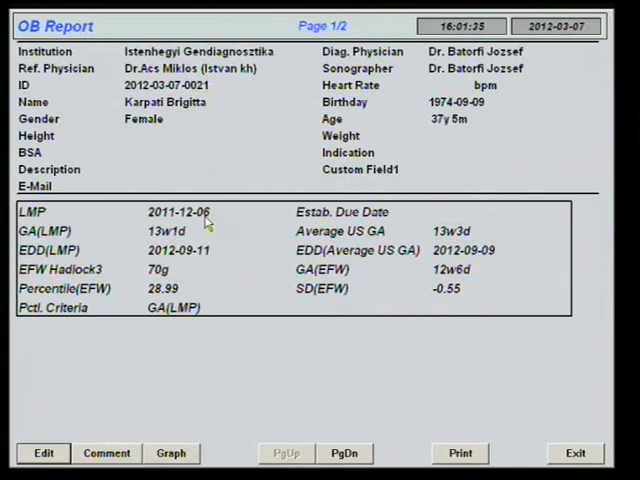 OB Report Page 1/2 16:01:35 2012-03-07
Institution Istenhegyi Gendiagnosztika Diag. Physician Dr. Batorfi Jozsef
Ref. Physician Dr.Acs Miklos (Istvan kh) Sonographer Dr. Batorfi Jozsef
ID 2012-03-07-0021 Heart Rate bpm
Name Karpati Brigitta Birthday 1974-09-09
Gender Female Age 37y 5m
Height Weight
BSA Indication
Description Custom Field1
E-Mail
LMP 2011-12-06 Estab. Due Date
GA(LMP) 13w1d Average US GA 13w3d
EDD(LMP) 2012-09-11 EDD(Average US GA) 2012-09-09
EFW Hadlock3 70g GA(EFW) 12w6d
Percentile(EFW) 28.99 SD(EFW) -0.55
Pctl. Criteria GA(LMP)
Edit Comment Graph PgUp PgDn Print Exit